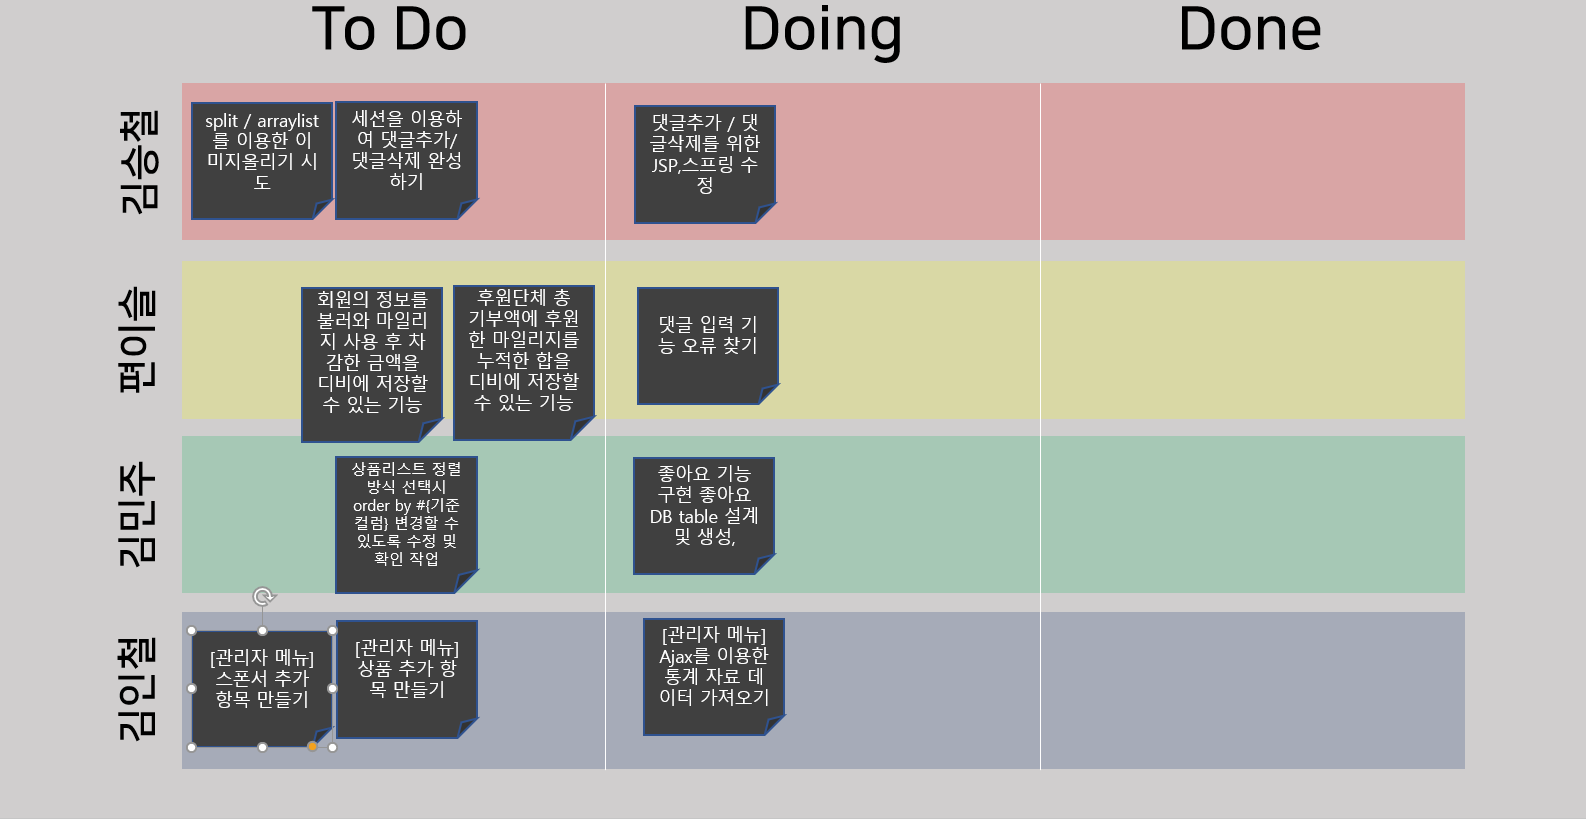 To Do
Doing
Done
김승철
split / arraylist
를 이용한 이
미지올리기 시
도
세션을 이용하
여 댓글추가/
댓글삭제 완성
하기
댓글추가 / 댓
글삭제를 위한
JSP,스프링 수
정
편이슬
회원의 정보를
불러와 마일리
지 사용 후 차
감한 금액을
디비에 저장할
수 있는 기능
후원단체 총
기부액에 후원
한 마일리지를
누적한 합을
디비에 저장할
수 있는 기능
댓글 입력 기
능 오류 찾기
김민주
상품리스트 정렬
방식 선택시
order by #{기준
컬럼} 변경할 수
있도록 수정 및
확인 작업
좋아요 기능
구현 좋아요
DB table 설계
및 생성,
김인철
[관리자 메뉴]
스폰서 추가
항목 만들기
[관리자 메뉴]
상품 추가 항
목 만들기
[관리자 메뉴]
Ajax를 이용한
통계 자료 데
이터 가져오기